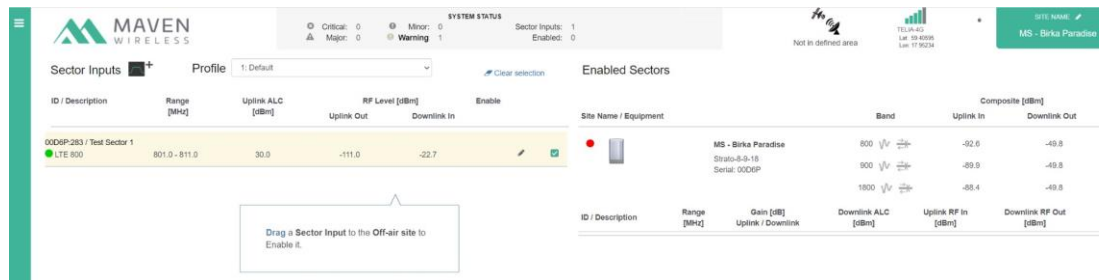 MAVEN
WIRELESS
SYSTEM STATUS
Critical: 0 Minor: 0 Sector Inputs: 1
Major: 0 Warning: 1 Enabled: 0
Not in defined area
TELIA-4G
Lat: 59.40595
Lon: 17.95234
SITE NAME
MS - Birka Paradise
Sector Inputs + Profile 1: Default Clear selection
ID / Description Range [MHz] Uplink ALC [dBm] RF Level [dBm] Enable
Uplink Out Downlink In
00D6P:283 / Test Sector 1
LTE 800 801.0 - 811.0 30.0 -111.0 -22.7
Drag a Sector Input to the Off-air site to
Enable it.
Enabled Sectors
Composite [dBm]
Site Name / Equipment Band Uplink In Downlink Out
MS - Birka Paradise 800 -92.6 -49.8
Strato-8-9-18 900 -89.9 -49.8
Serial: 00D6P
1800 -88.4 -49.8
ID / Description Range [MHz] Gain [dB] Uplink / Downlink Downlink ALC [dBm] Uplink RF In [dBm] Downlink RF Out [dBm]